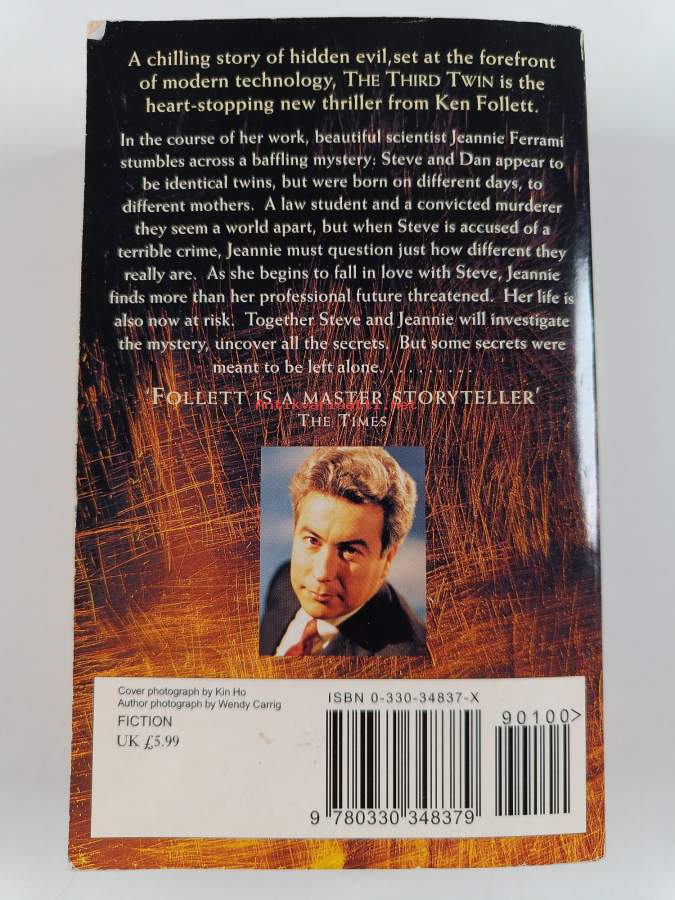 A chilling story of hidden evil,set at the forefront
of modern technology, THE THIRD TWIN is the
heart-stopping new thriller from Ken Follett.
In the course of her work, beautiful scientist Jeannie Ferrami
stumbles across a baffling mystery: Steve and Dan appear to
be identical twins, but were born on different days, to
different mothers. A law student and a convicted murderer
they seem a world apart, but when Steve is accused of a
terrible crime, Jeannie must question just how different they
really are. As she begins to fall in love with Steve, Jeannie
finds more than her professional future threatened. Her life is
also now at risk. Together Steve and Jeannie will investigate
the mystery, uncover all the secrets. But some secrets were
meant to be left alone. . . . . . . . . .
'FOLLETT IS A MASTER STORYTELLER'
Antikvariaatti.net
THE TIMES
Cover photograph by Kin Ho
Author photograph by Wendy Carrig
FICTION
UK £5.99
ISBN 0-330-34837-X
90100>
9 780330 348379